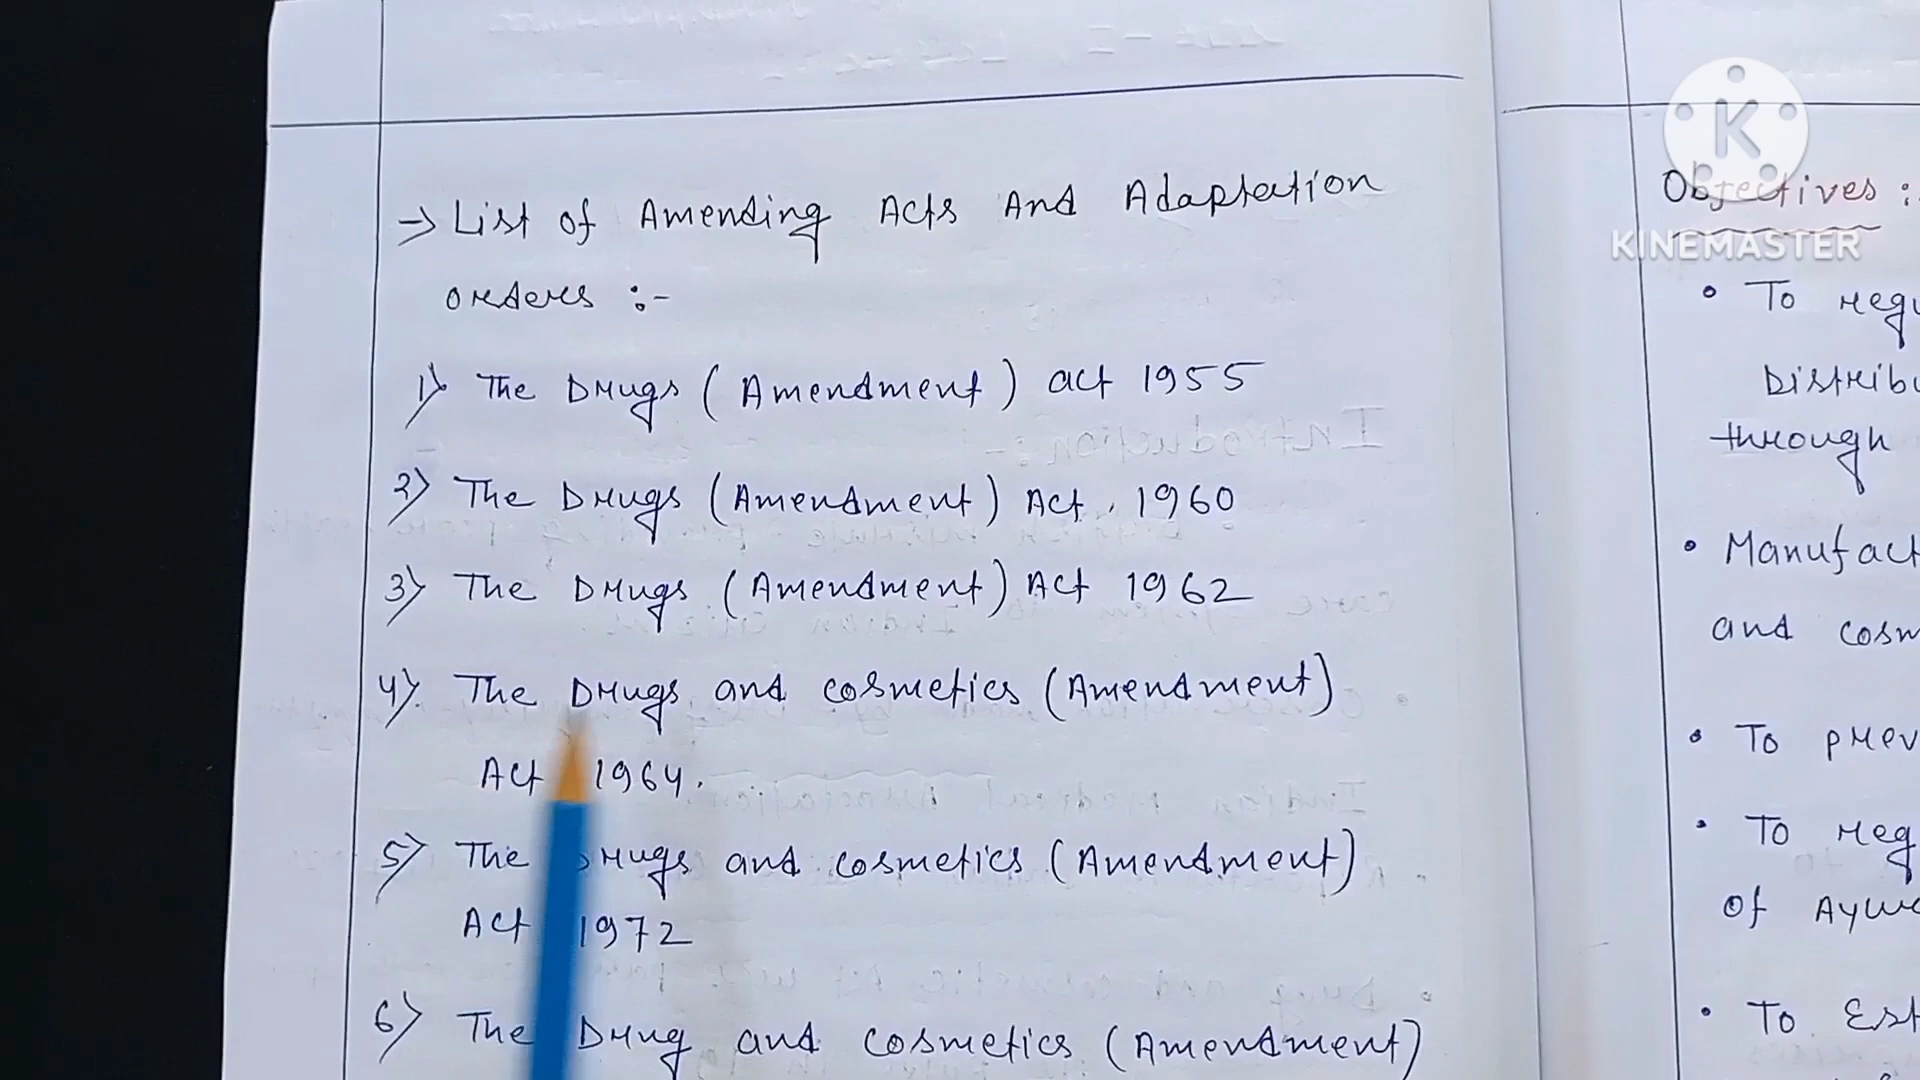 -> List of Amending Acts And Adaptation
orders :-
1) The Drugs (Amendment) act 1955
2) The Drugs (Amendment) Act, 1960
3) The Drugs (Amendment) Act 1962
4) The Drugs and cosmetics (Amendment)
Act 1964.
5) The Drugs and cosmetics (Amendment)
Act 1972
6) The Drug and cosmetics (Amendment)
K
KINEMASTER
Objectives :
• To
Distribu
through
• Manufact
and cosm
• To prev
• To reg
of Ayur
• To Est